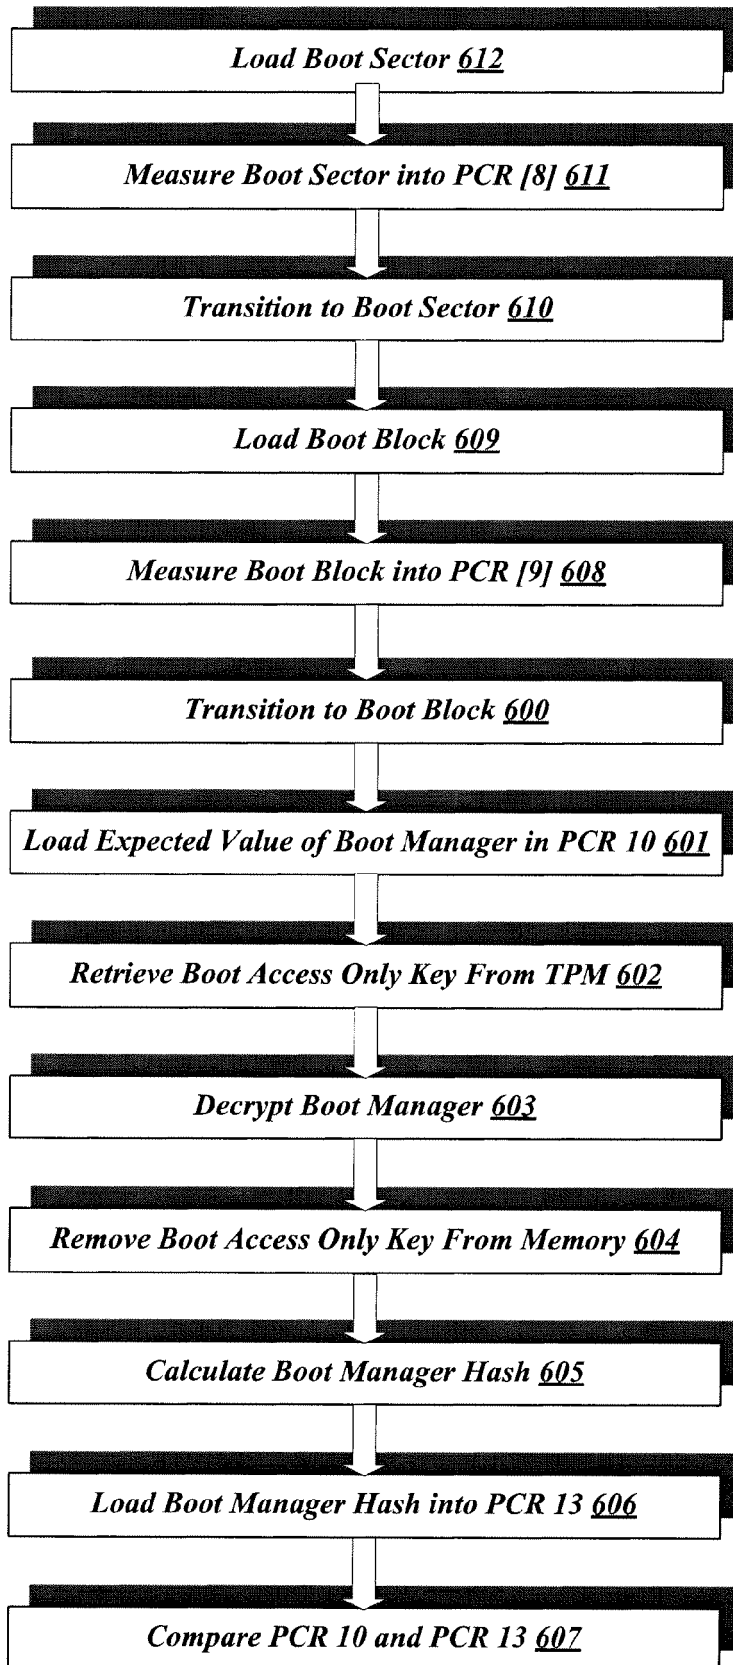 Load Boot Sector 612
Measure Boot Sector into PCR [8] 611
Transition to Boot Sector 610
Load Boot Block 609
Measure Boot Block into PCR [9] 608
Transition to Boot Block 600
Load Expected Value of Boot Manager in PCR 10 601
Retrieve Boot Access Only Key From TPM 602
Decrypt Boot Manager 603
Remove Boot Access Only Key From Memory 604
Calculate Boot Manager Hash 605
Load Boot Manager Hash into PCR 13 606
Compare PCR 10 and PCR 13 607